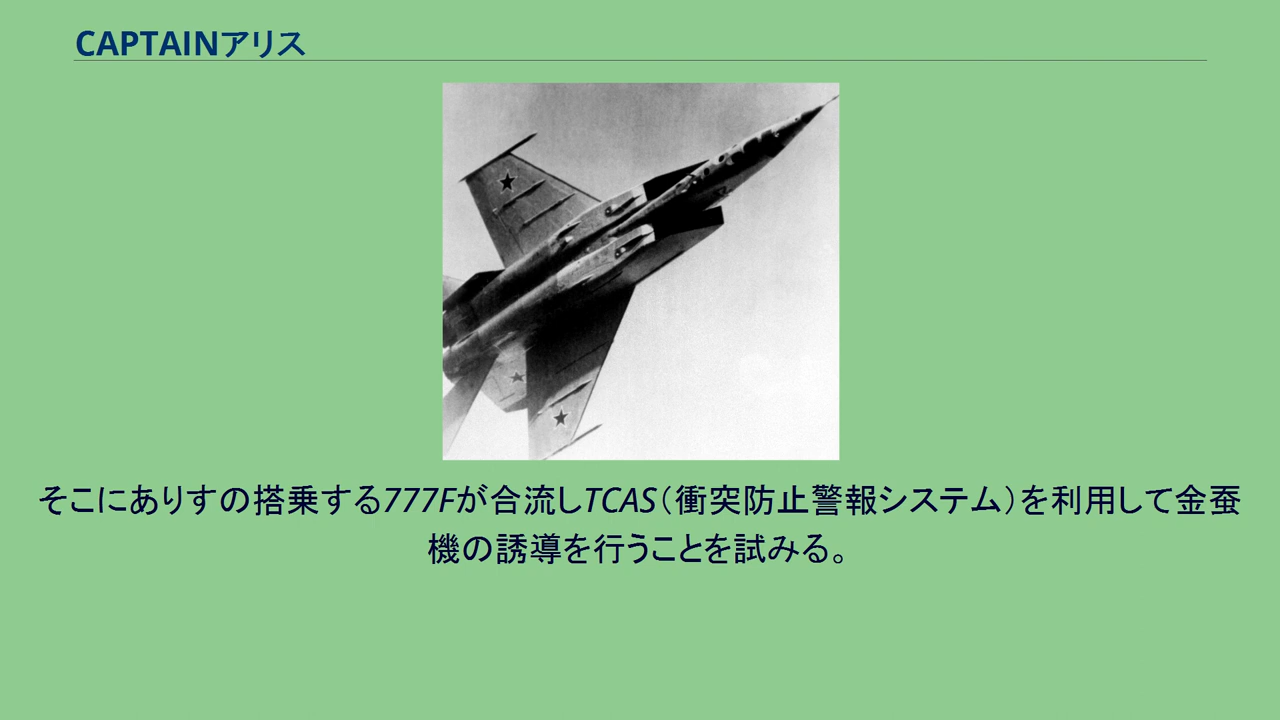 CAPTAINアリス
そこにありすの搭乗する777Fが合流しTCAS（衝突防止警報システム）を利用して金蚕
機の誘導を行うことを試みる。